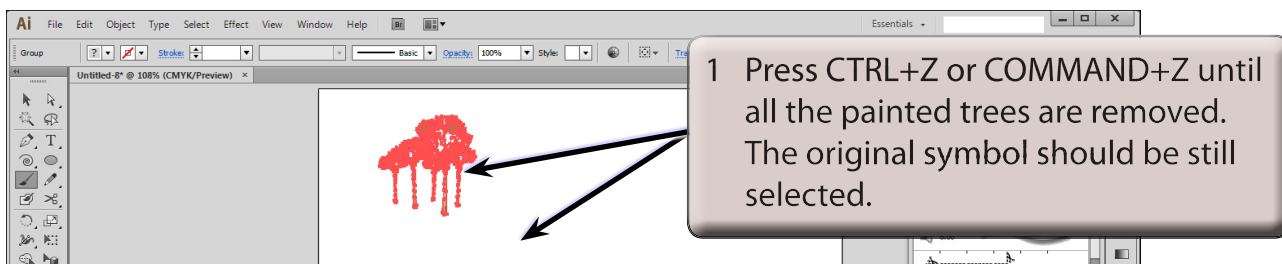 Ai File Edit Object Type Select Effect View Window Help Br Essentials
Group ? Stroke: Basic Opacity: 100% Style: Tra
Untitled-8* @ 108% (CMYK/Preview) ×
1 Press CTRL+Z or COMMAND+Z until
all the painted trees are removed.
The original symbol should be still
selected.